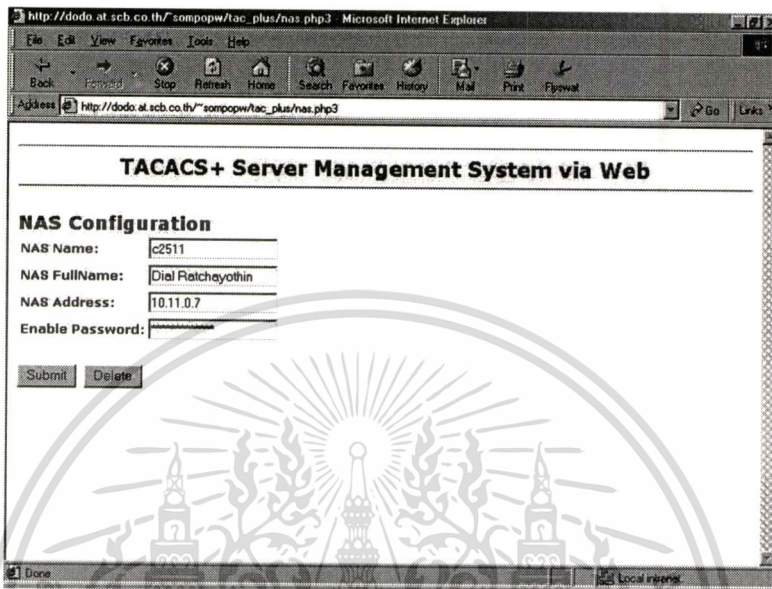 http://dodo.at.scb.co.th/~sompopw/tac_plus/nas.php3 - Microsoft Internet Explorer
File Edit View Favorites Tools Help
Back Forward Stop Refresh Home Search Favorites History Mail Print Flyswat
Address http://dodo.at.scb.co.th/~sompopw/tac_plus/nas.php3 Go Links
TACACS+ Server Management System via Web
NAS Configuration
NAS Name: c2511
NAS FullName: Dial Ratchayothin
NAS Address: 10.11.0.7
Enable Password: **************
Submit Delete
Done Local intranet